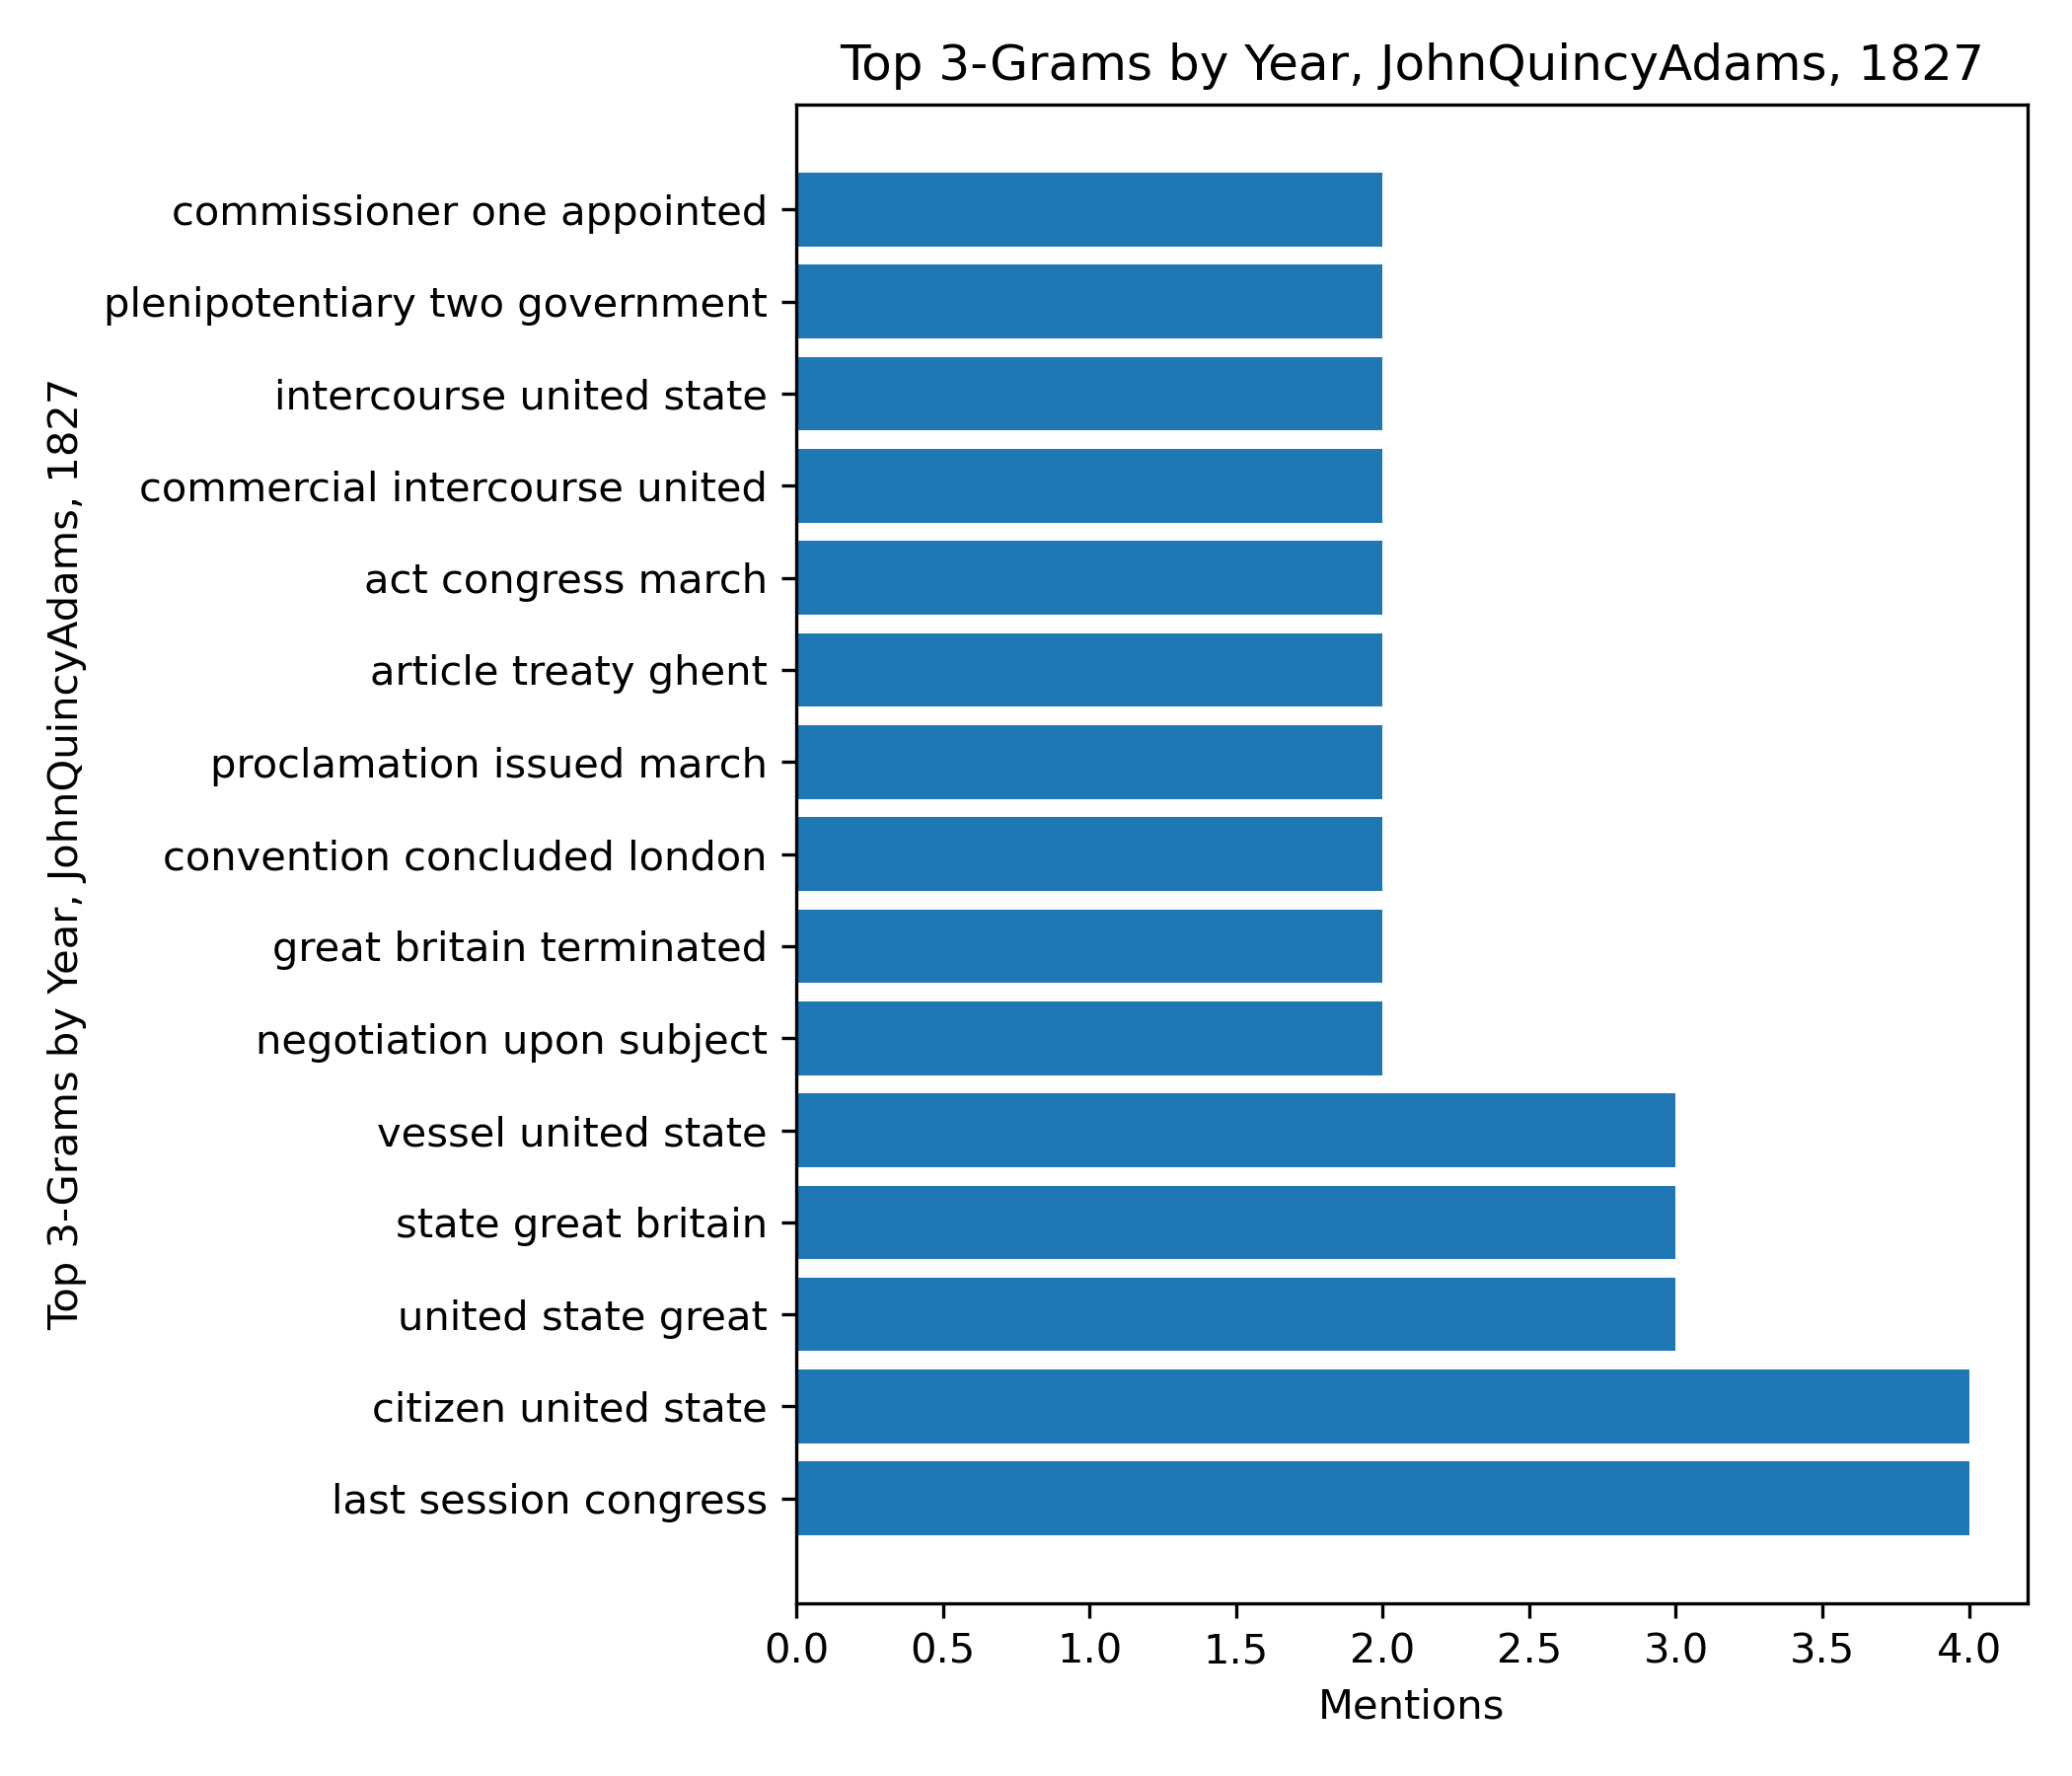 Top 3-Grams by Year, JohnQuincyAdams, 1827
Top 3-Grams by Year, JohnQuincyAdams, 1827
commissioner one appointed
plenipotentiary two government
intercourse united state
commercial intercourse united
act congress march
article treaty ghent
proclamation issued march
convention concluded london
great britain terminated
negotiation upon subject
vessel united state
state great britain
united state great
citizen united state
last session congress
0.0 0.5 1.0 1.5 2.0 2.5 3.0 3.5 4.0
Mentions